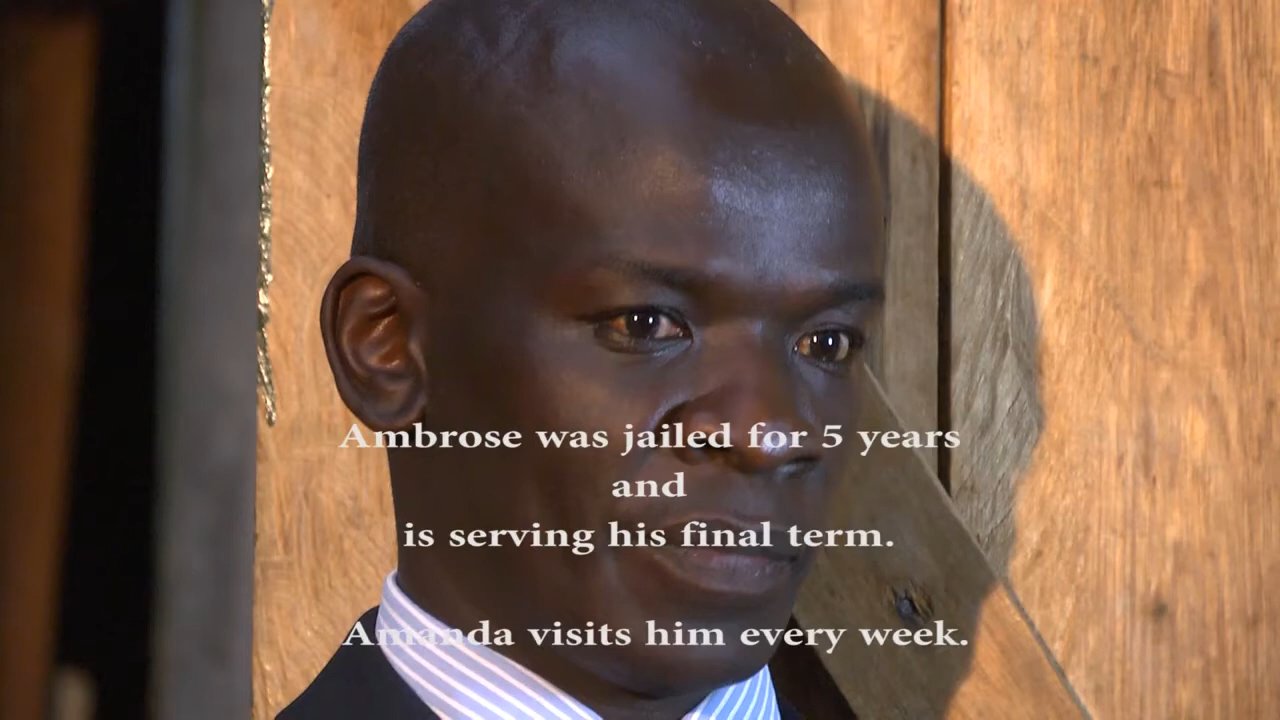 Ambrose was jailed for 5 years
and
is serving his final term.
Amanda visits him every week.